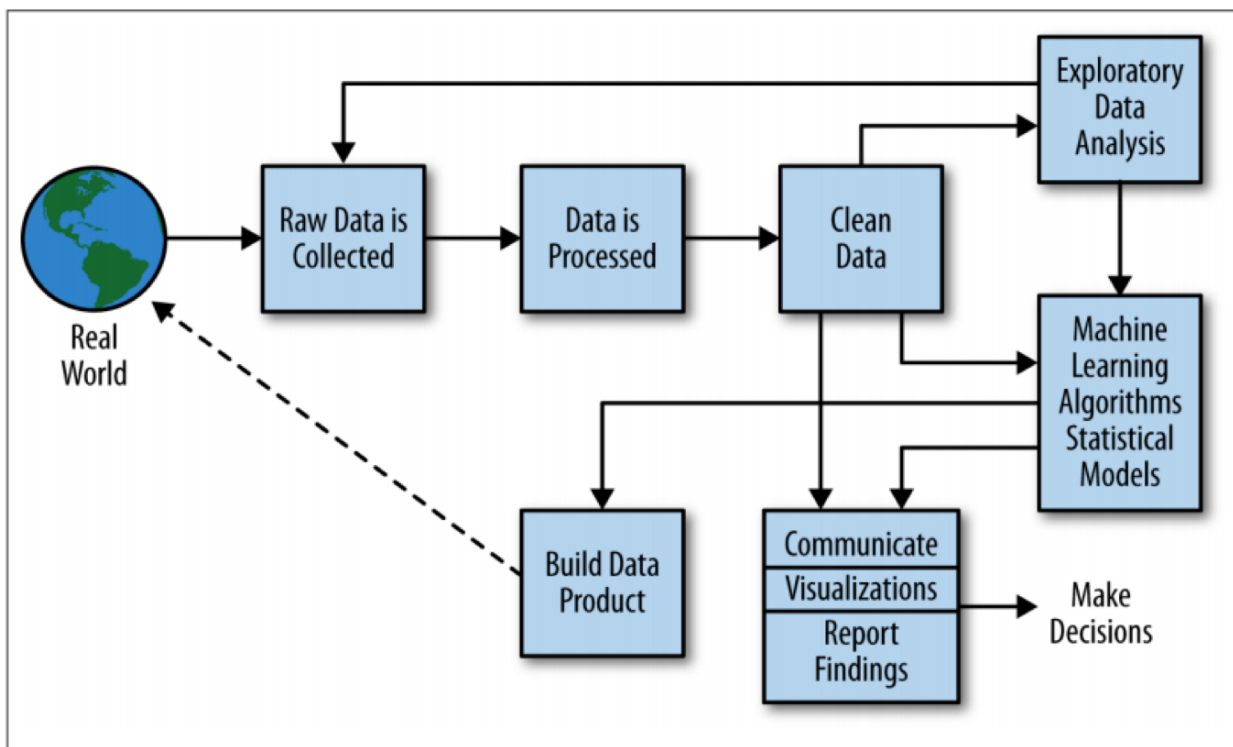 Exploratory
Data
Analysis
Real
World
Raw Data is
Collected
Data is
Processed
Clean
Data
Machine
Learning
Algorithms
Statistical
Models
Build Data
Product
Communicate
Visualizations
Report
Findings
Make
Decisions